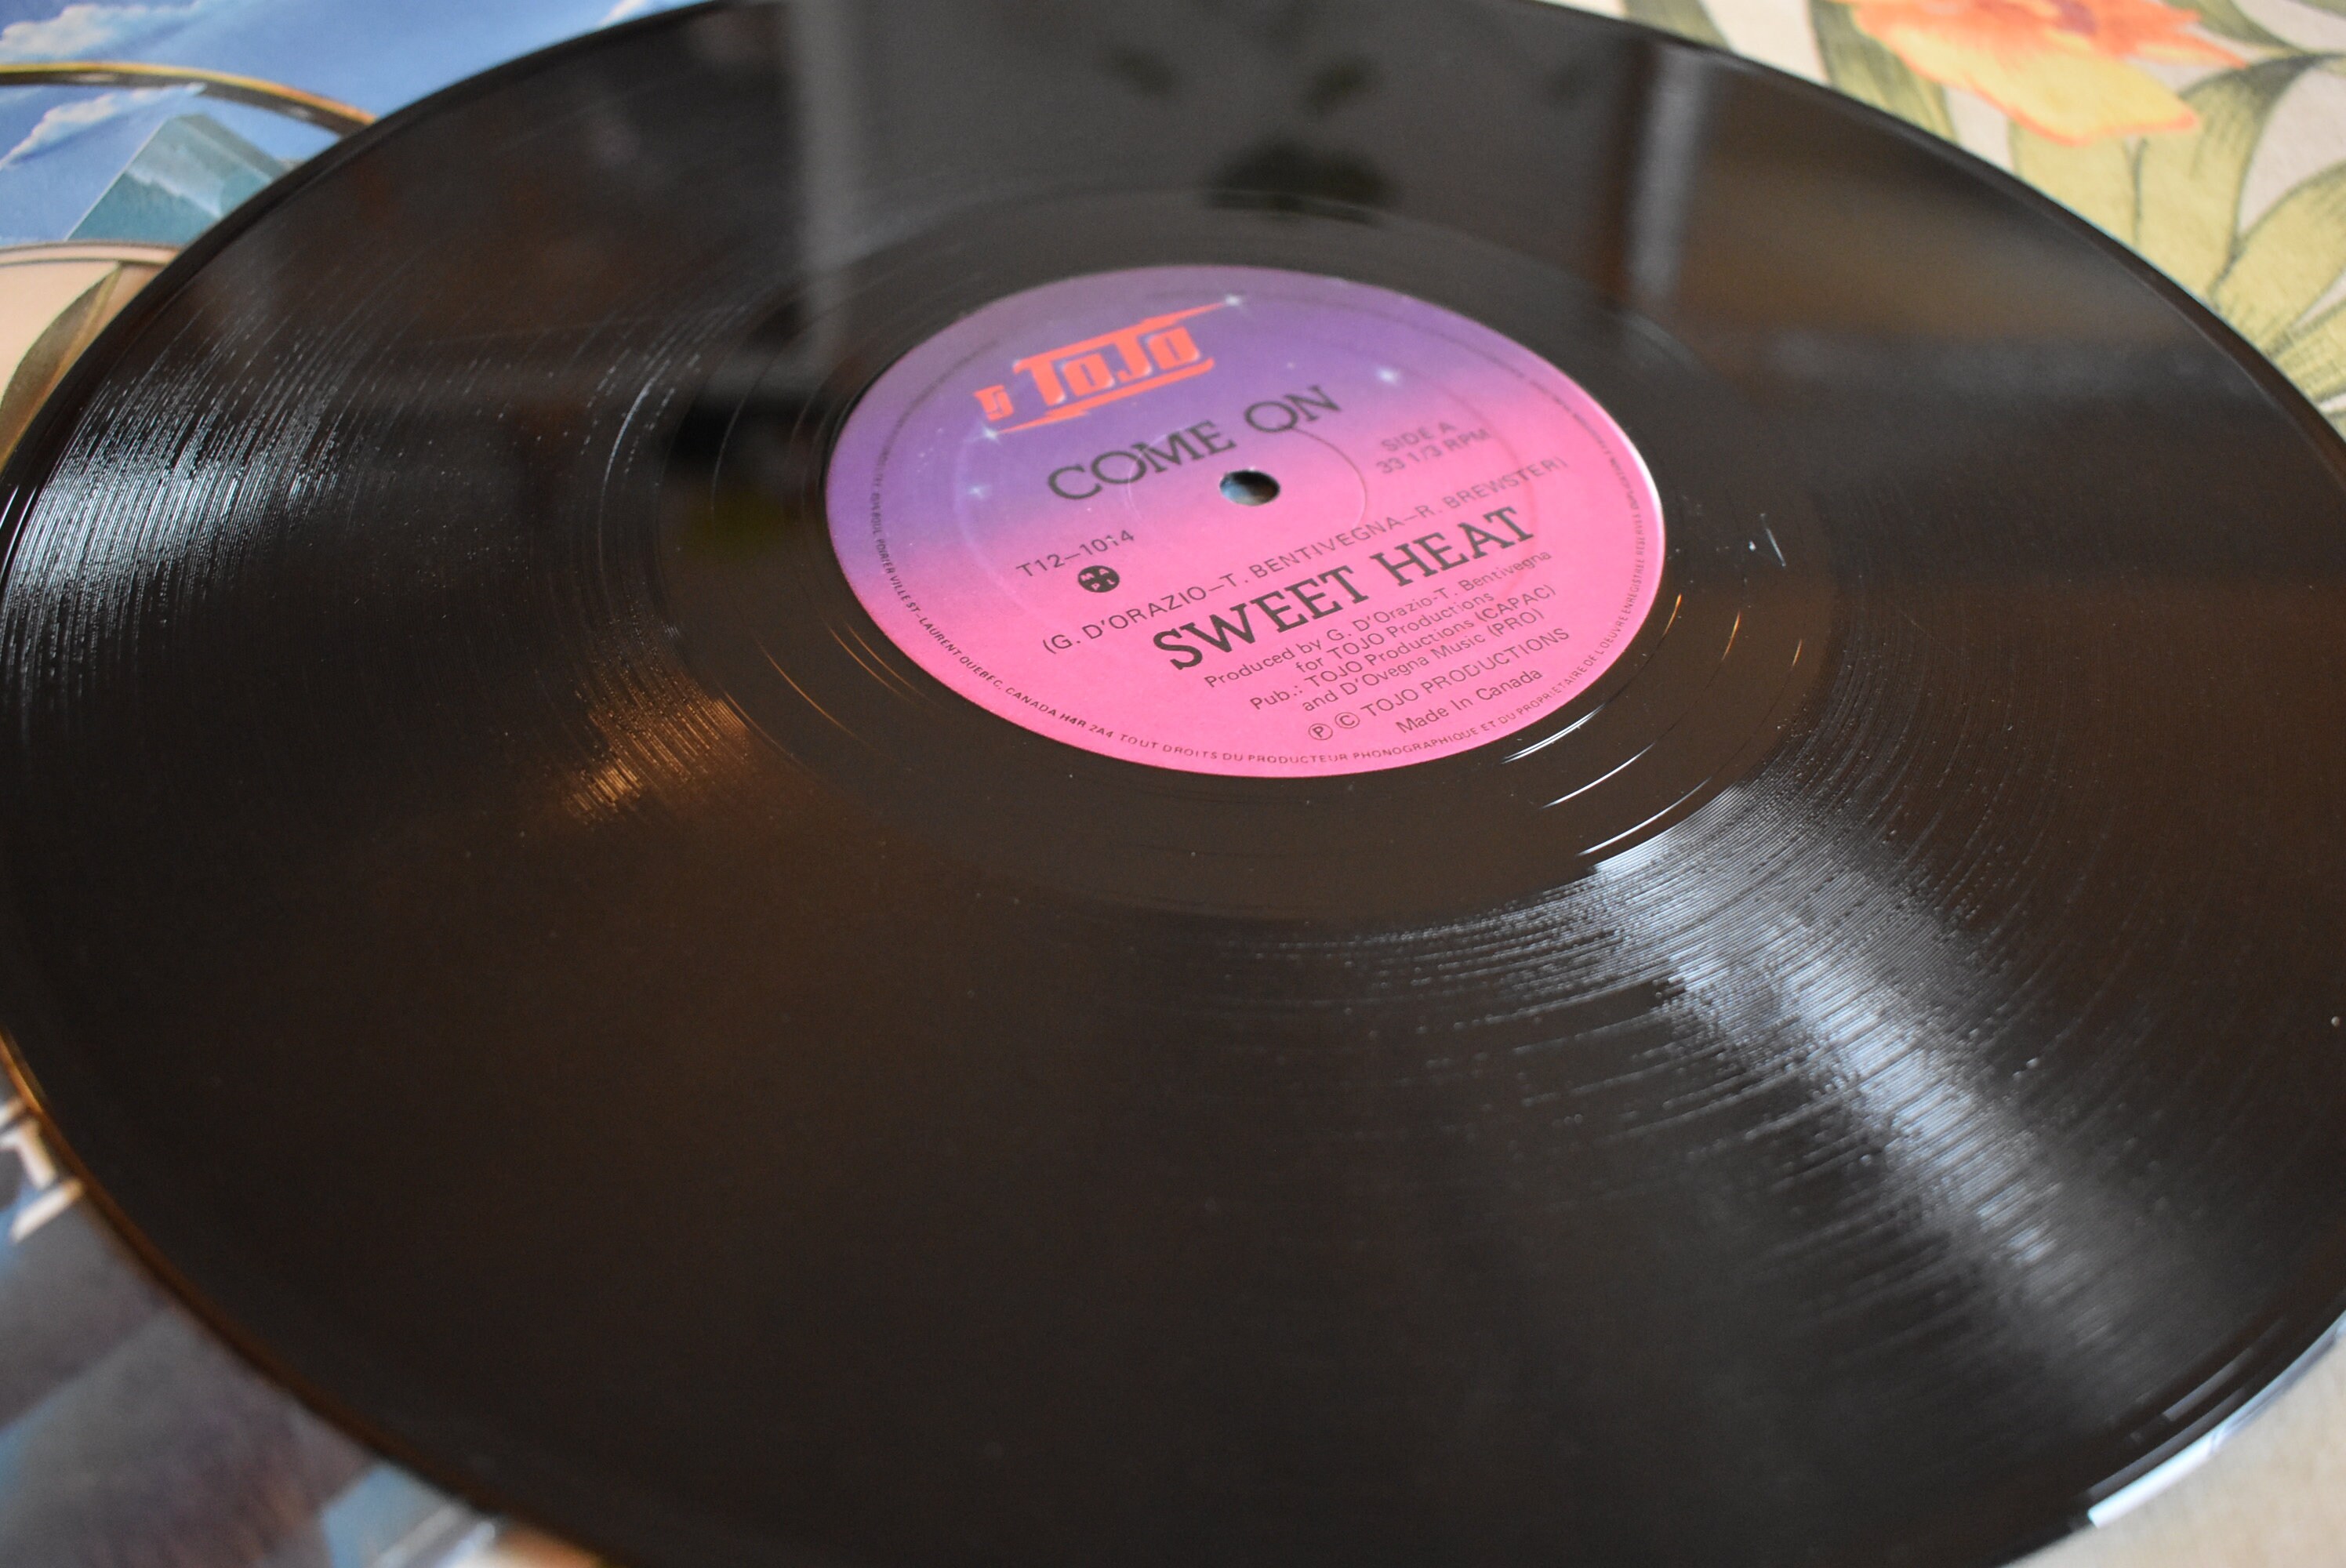 TOJO
COME ON
SIDE A
33 1/3 RPM
T12-1014
MAPL
(G. D'ORAZIO-T. BENTIVEGNA-R. BREWSTER)
SWEET HEAT
Produced by G. D'Orazio-T. Bentivegna
for TOJO Productions
Pub.: TOJO Productions (CAPAC)
and D'Ovegna Music (PRO)
Ⓟ © TOJO PRODUCTIONS
Made In Canada
POIRIER VILLE ST-LAURENT QUEBEC, CANADA H4R 2A4 TOUT DROITS DU PRODUCTEUR PHONOGRAPHIQUE ET DU PROPRIETAIRE DE L'OEUVRE ENREGISTREE